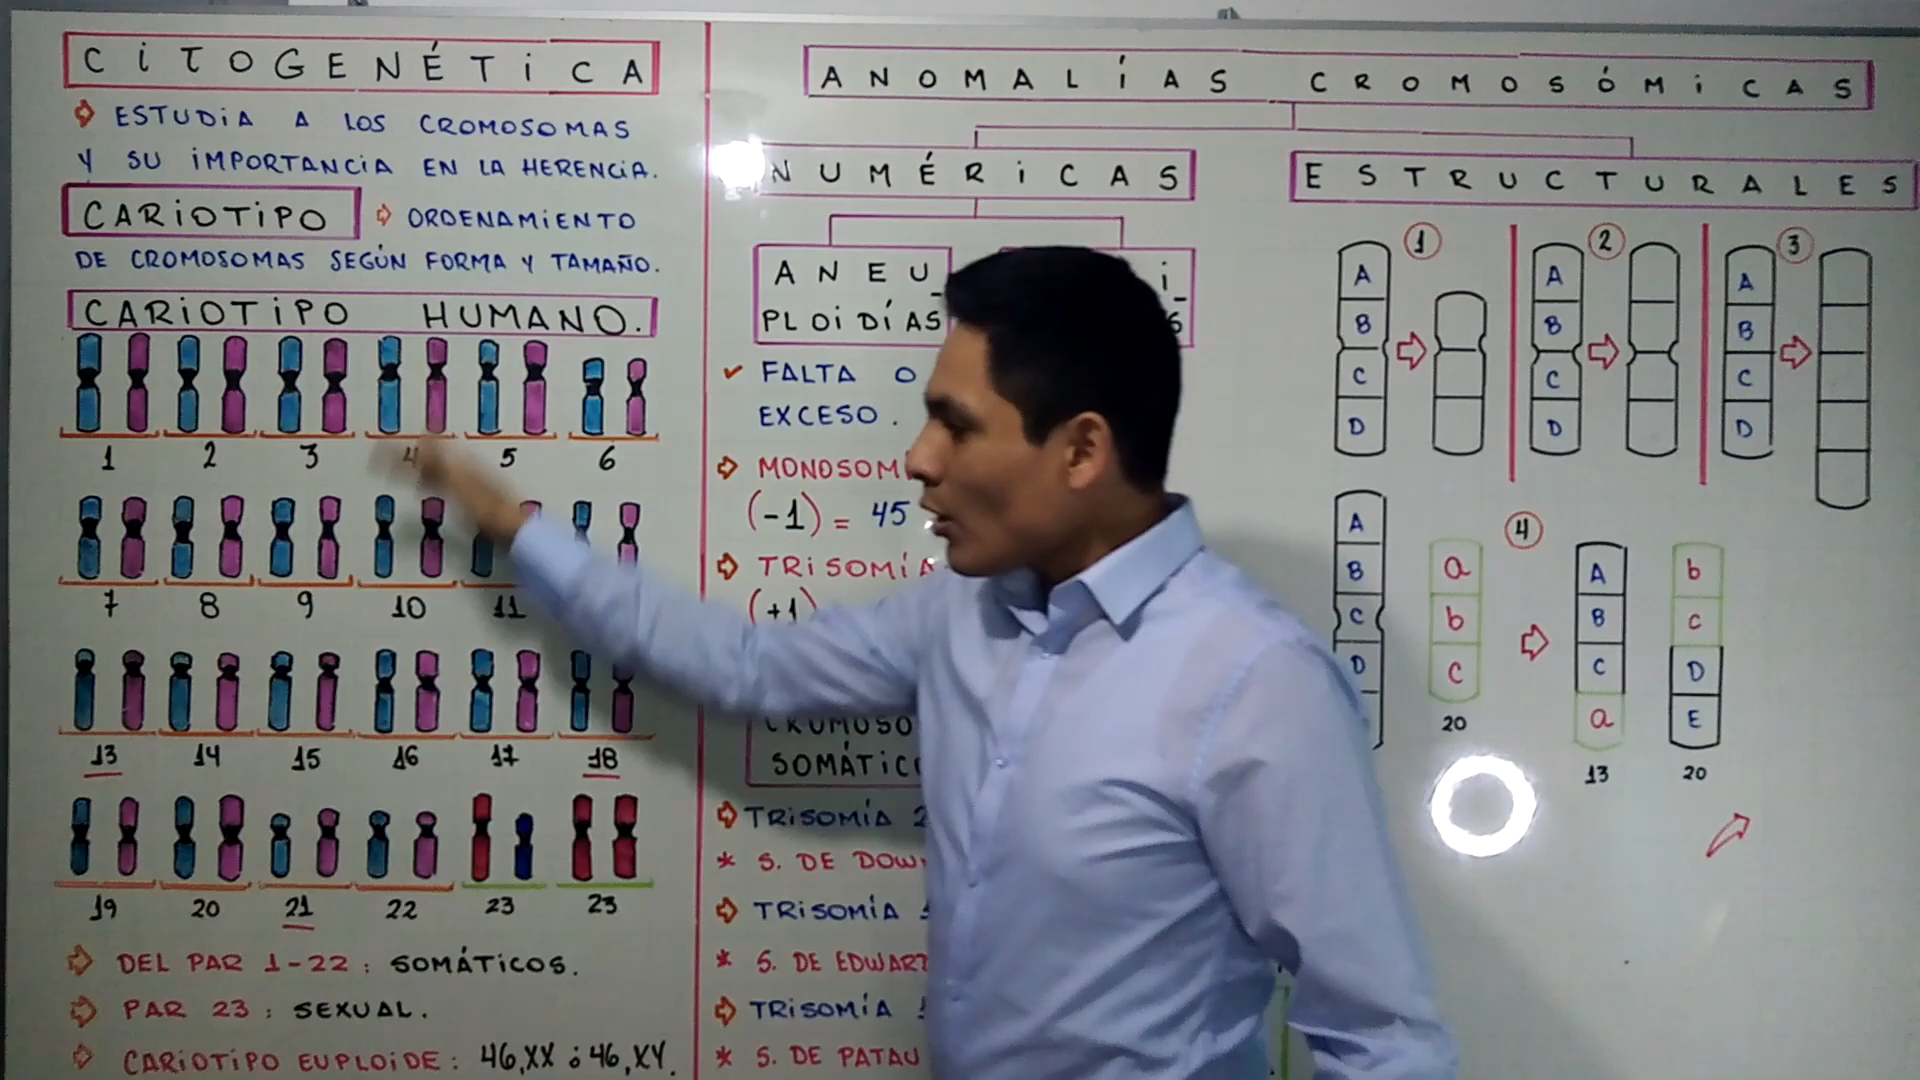 CiTOGENÉTiCA
ESTUDiA A LOS CROMOSOMAS
Y SU iMPORTANCiA EN LA HERENCiA.
CARiOTiPO
ORDENAMiENTO
DE CROMOSOMAS SEGÚN FORMA Y TAMAÑO.
CARiOTiPO HUMANO.
1 2 3 4 5 6
7 8 9 10 11
13 14 15 16 17 18
19 20 21 22 23 23
DEL PAR 1-22: SOMÁTiCOS.
PAR 23: SEXUAL.
CARiOTiPO EUPLOiDE: 46,XX ó 46,XY.
ANOMALÍAS CROMOSÓMiCAS
NUMÉRiCAS
ANEU_
PLOiDÍAS
FALTA O
EXCESO.
(-1) = 45
TRiSOMÍA
(+1)
TRiSOMÍA
* S. DE
TRiSOMÍA
* S. DE
TRiSOMÍA
* S. DE PATAU
ESTRUCTURALES
1
A
B
C
D
2
A
B
C
D
3
A
B
C
D
4
A
B
C
D
a
b
c
20
A
B
C
a
13
b
c
D
E
20